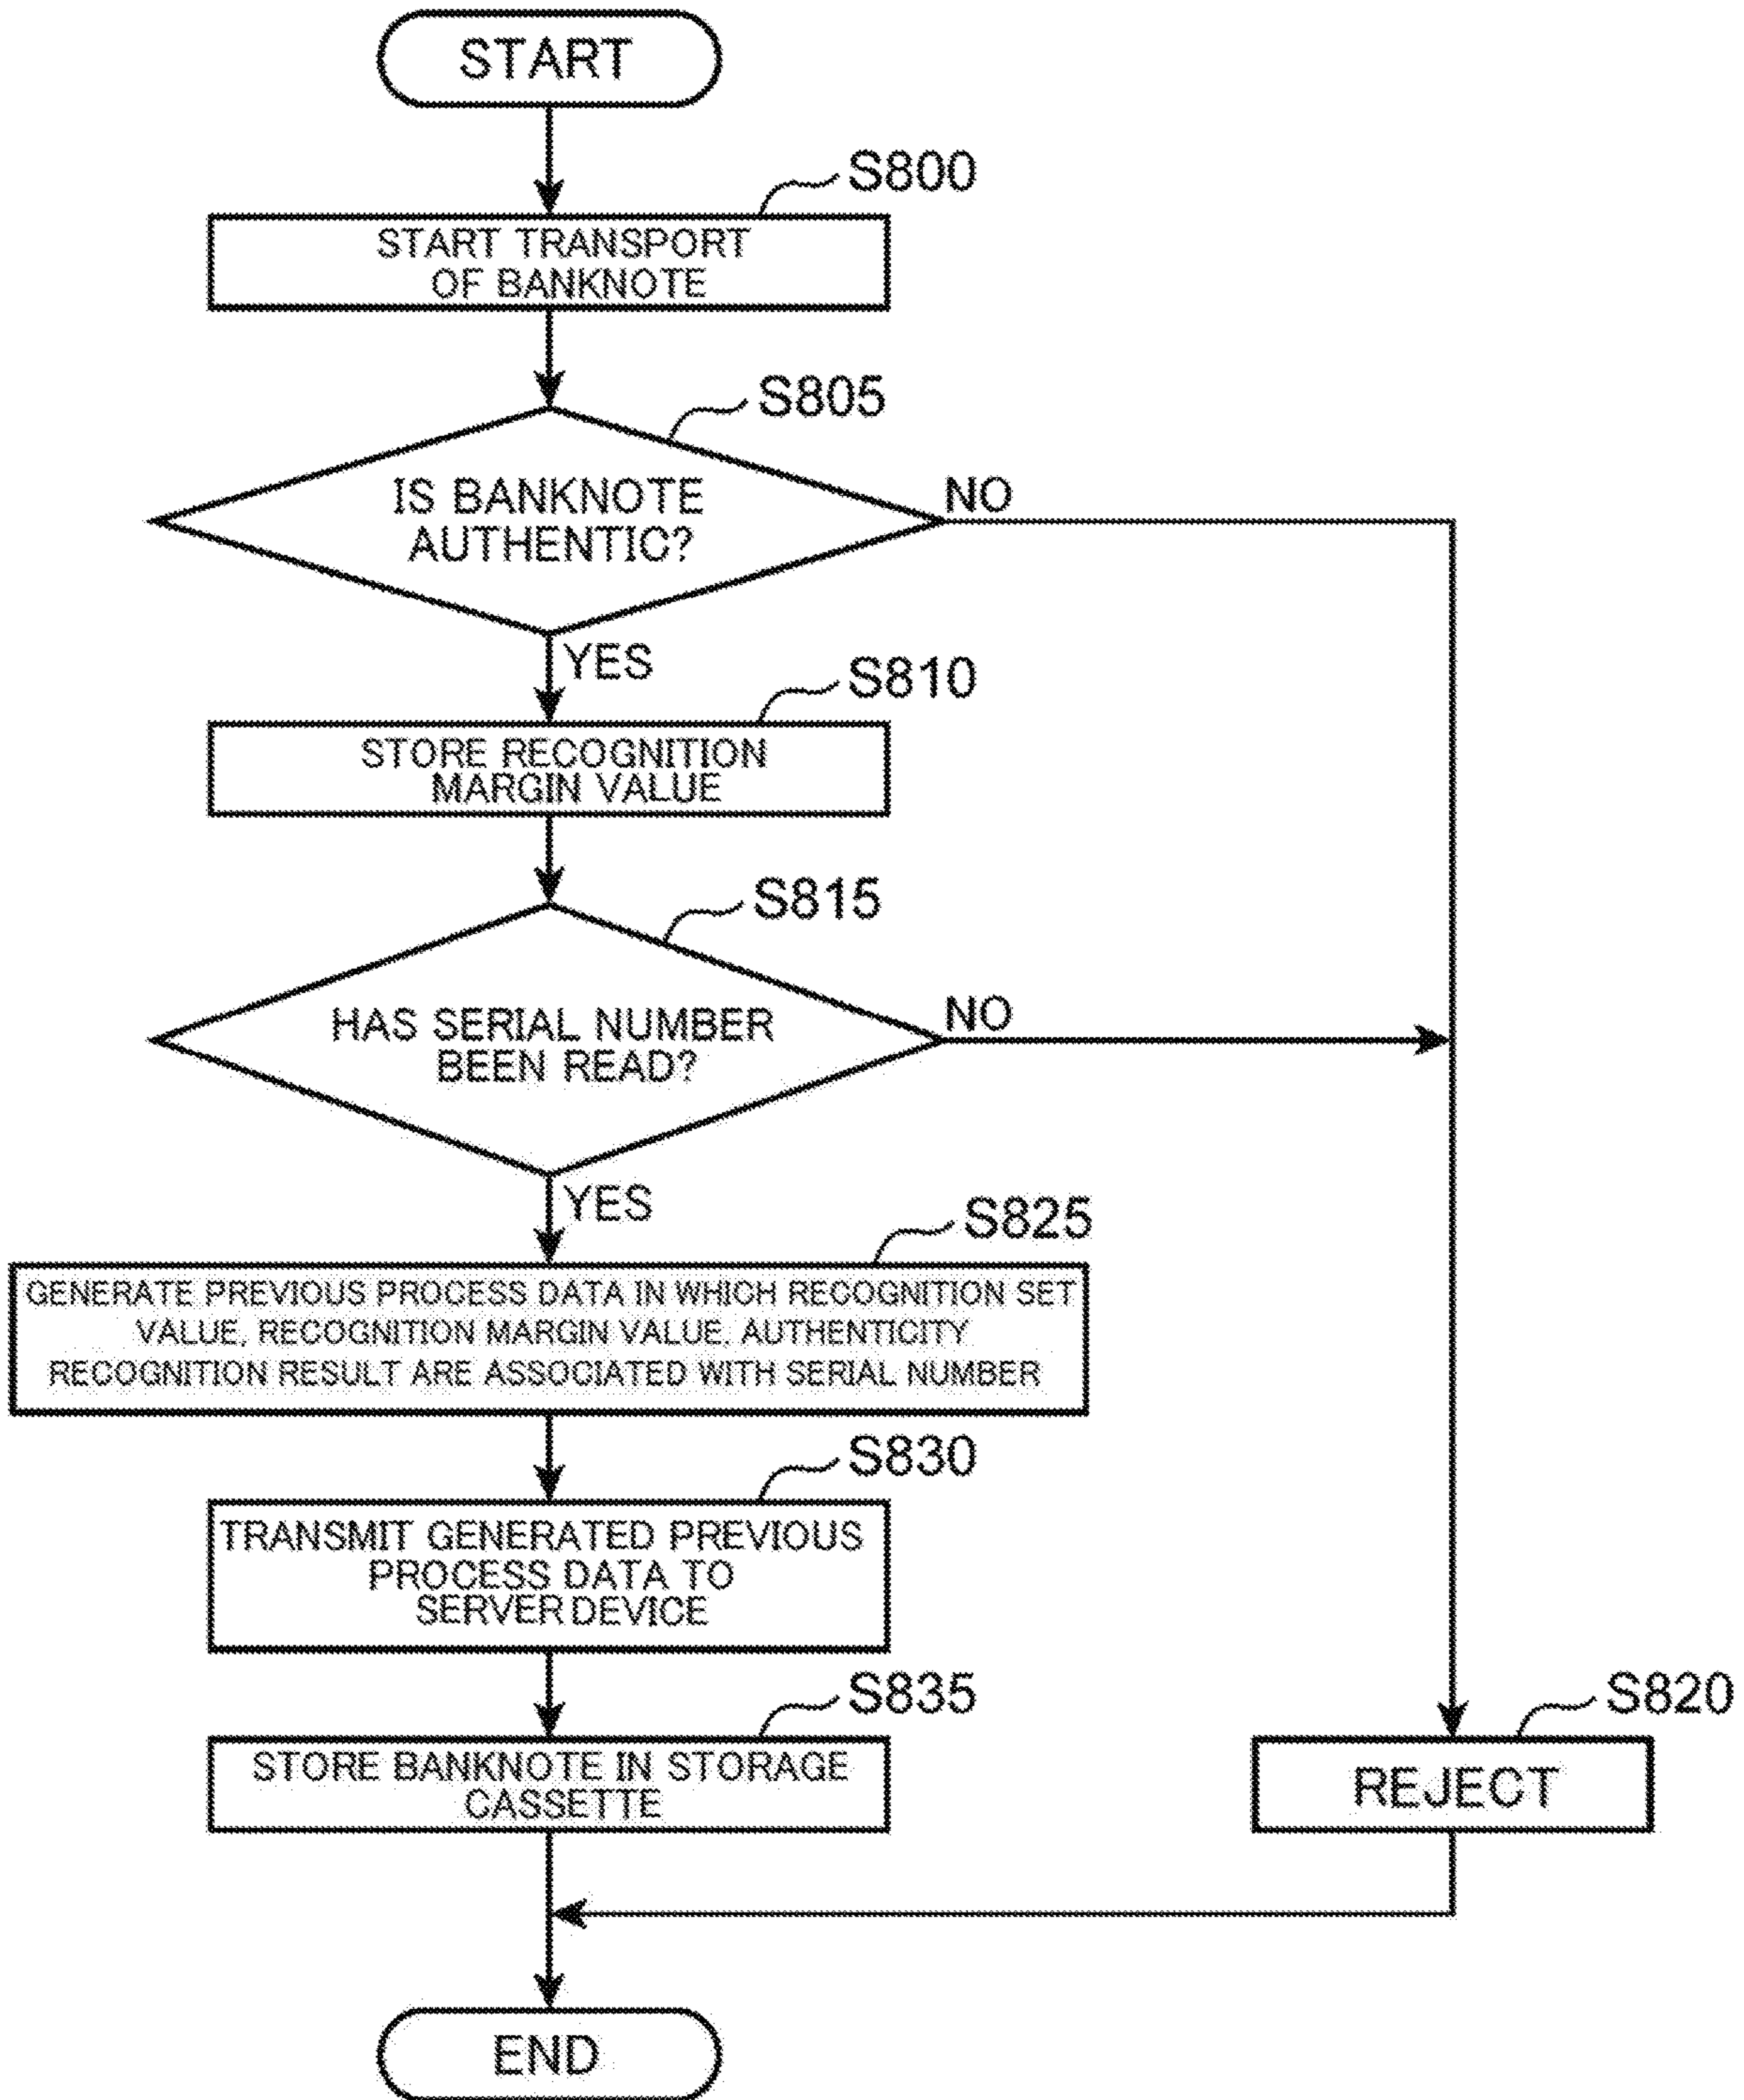 START
S800
START TRANSPORT
OF BANKNOTE
S805
IS BANKNOTE
AUTHENTIC?
NO
YES
S810
STORE RECOGNITION
MARGIN VALUE
S815
HAS SERIAL NUMBER
BEEN READ?
NO
YES
S825
GENERATE PREVIOUS PROCESS DATA IN WHICH RECOGNITION SET
VALUE, RECOGNITION MARGIN VALUE, AUTHENTICITY
RECOGNITION RESULT ARE ASSOCIATED WITH SERIAL NUMBER
S830
TRANSMIT GENERATED PREVIOUS
PROCESS DATA TO
SERVER DEVICE
S835
STORE BANKNOTE IN STORAGE
CASSETTE
S820
REJECT
END